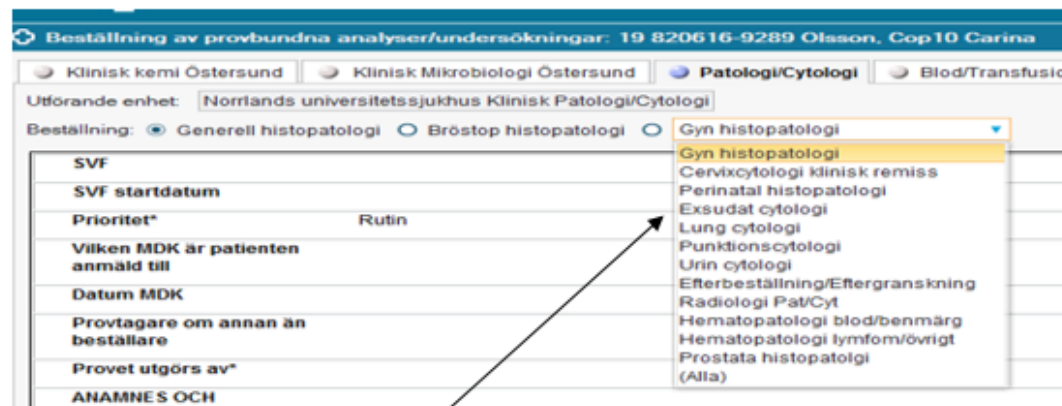 Beställning av provbundna analyser/undersökningar: 19 820616-9289 Olsson, Cop10 Carina
Klinisk kemi Östersund Klinisk Mikrobiologi Östersund Patologi/Cytologi Blod/Transfusio
Utförande enhet: Norrlands universitetssjukhus Klinisk Patologi/Cytologi
Beställning: Generell histopatologi Bröstop histopatologi Gyn histopatologi
Gyn histopatologi
Cervixcytologi klinisk remiss
Perinatal histopatologi
Exsudat cytologi
Lung cytologi
Punktionscytologi
Urin cytologi
Efterbeställning/Eftergranskning
Radiologi Pat/Cyt
Hematopatologi blod/benmärg
Hematopatologi lymfom/övrigt
Prostata histopatolgi
(Alla)
SVF
SVF startdatum
Prioritet* Rutin
Vilken MDK är patienten
anmäld till
Datum MDK
Provtagare om annan än
beställare
Provet utgörs av*
ANAMNES OCH